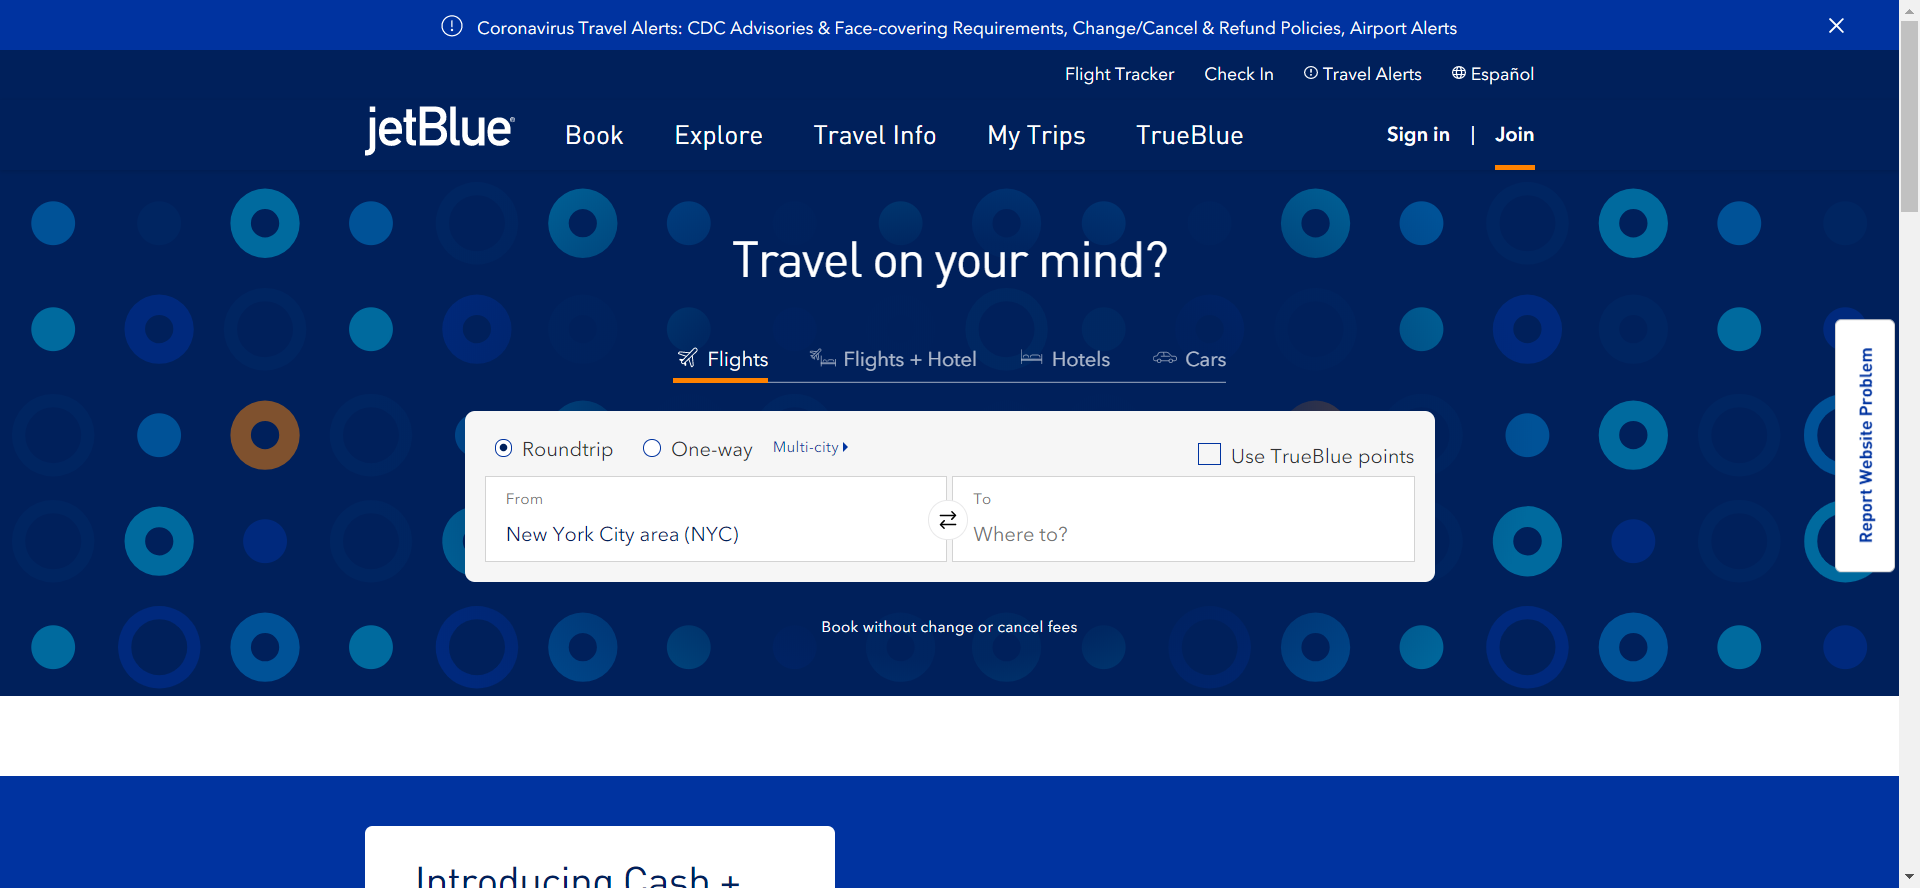 Coronavirus Travel Alerts: CDC Advisories & Face-covering Requirements, Change/Cancel & Refund Policies, Airport Alerts
Flight Tracker Check In Travel Alerts Español
jetBlue Book Explore Travel Info My Trips TrueBlue Sign in | Join
Travel on your mind?
Flights Flights + Hotel Hotels Cars
Roundtrip One-way Multi-city Use TrueBlue points
From To
New York City area (NYC) Where to?
Report Website Problem
Book without change or cancel fees
Introducing Cash +